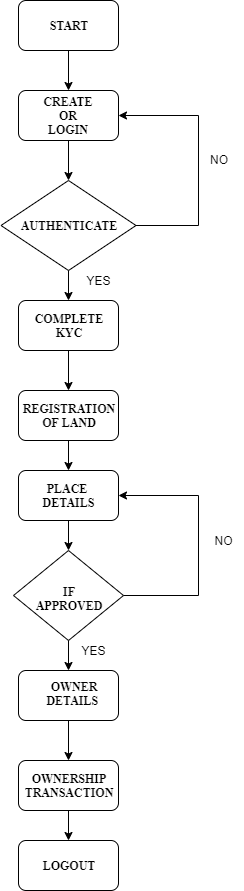 START
CREATE
OR
LOGIN
NO
AUTHENTICATE
YES
COMPLETE
KYC
REGISTRATION
OF LAND
PLACE
DETAILS
NO
IF
APPROVED
YES
OWNER
DETAILS
OWNERSHIP
TRANSACTION
LOGOUT